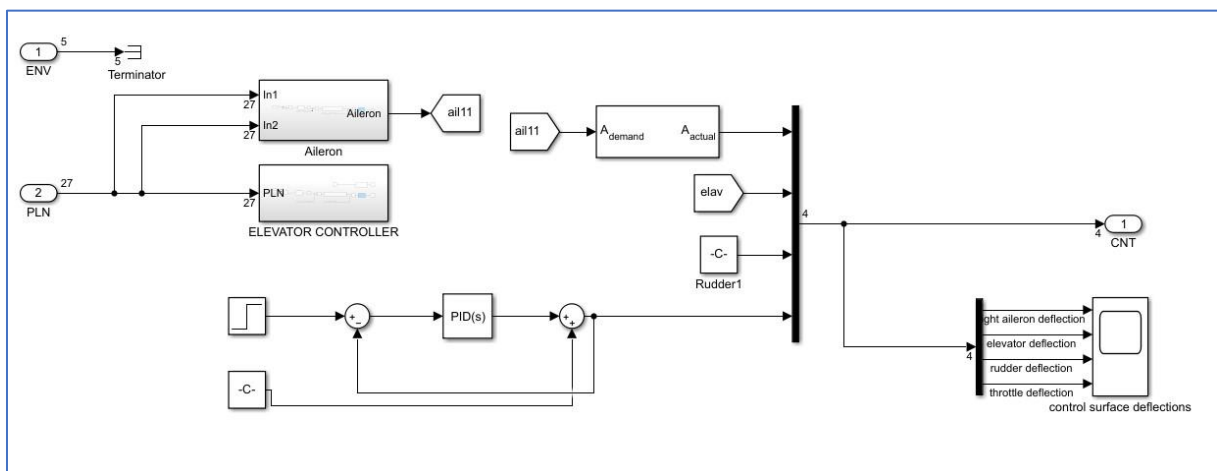 5
1
ENV
5
Terminator
In1
27
In2
27
Aileron
Aileron
ail11
ail11
A demand
A actual
27
2
PLN
PLN
27
ELEVATOR CONTROLLER
elav
4
1
4
CNT
-C-
Rudder1
+
−
PID(s)
+
+
-C-
4
ght aileron deflection
elevator deflection
rudder deflection
throttle deflection
control surface deflections